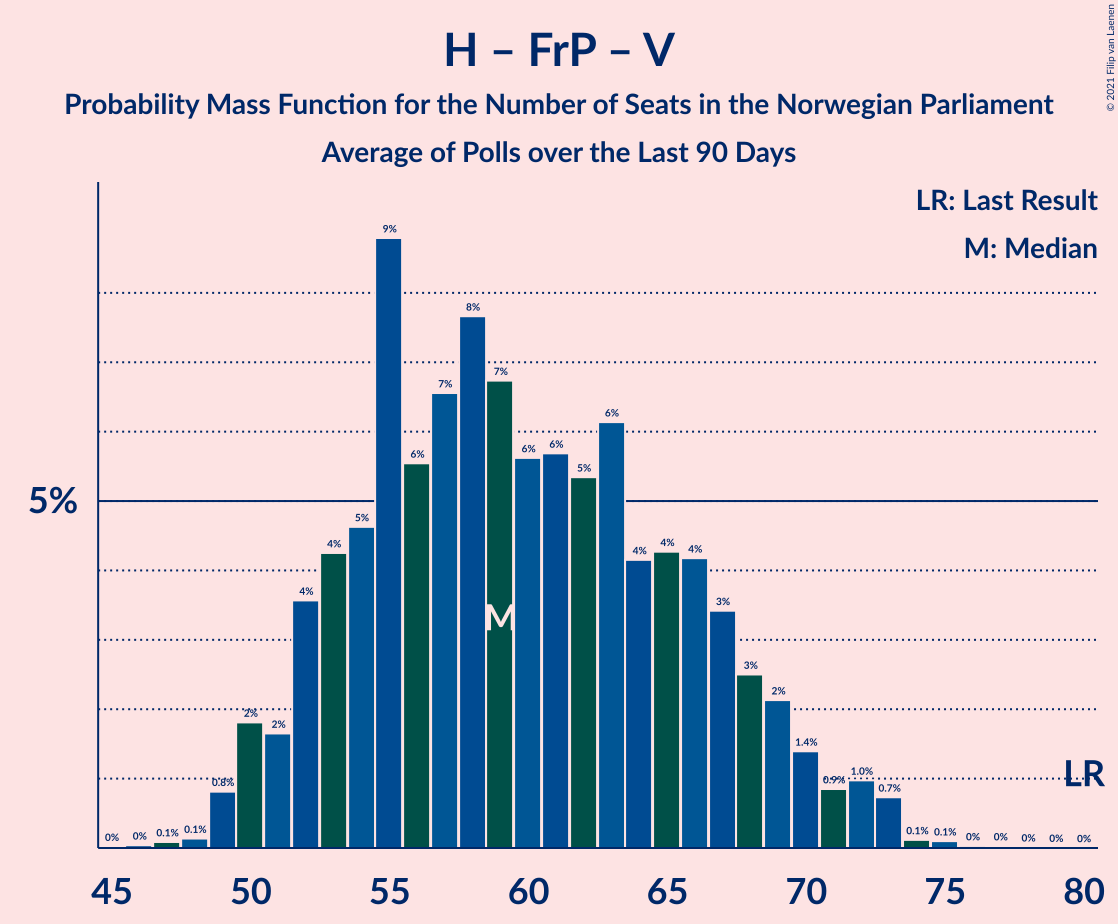 H – FrP – V
Probability Mass Function for the Number of Seats in the Norwegian Parliament
Average of Polls over the Last 90 Days
© 2021 Filip van Laenen
LR: Last Result
M: Median
5%
0% 0% 0.1% 0.1% 0.8% 2% 2% 4% 4% 5% 9% 6% 7% 8% 7% 6% 6% 5% 6% 4% 4% 4% 3% 3% 2% 1.4% 0.9% 1.0% 0.7% 0.1% 0.1% 0% 0% 0% 0% 0%
M
LR
45 50 55 60 65 70 75 80